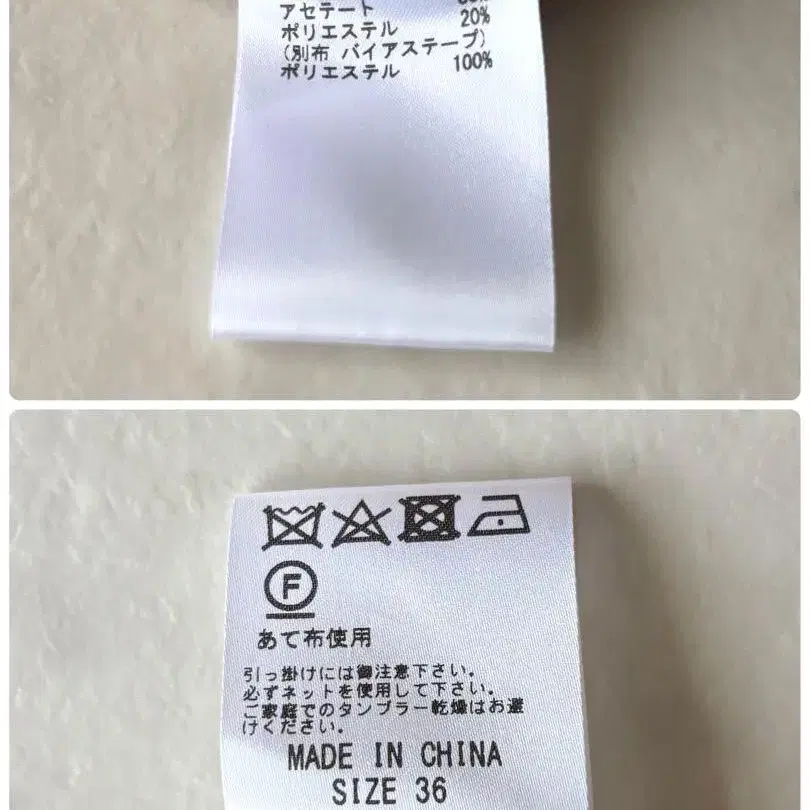 アセテート
ポリエステル 20%
(別布 バイアステープ)
ポリエステル 100%
F
あて布使用
引っ掛けには御注意下さい。
必ずネットを使用して下さい。
ご家庭でのタンブラー乾燥はお避
けください。
MADE IN CHINA
SIZE 36